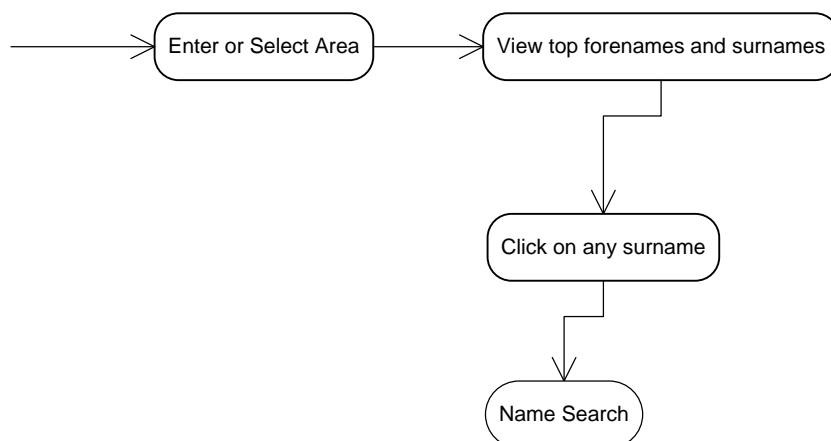 Enter or Select Area
View top forenames and surnames
Click on any surname
Name Search